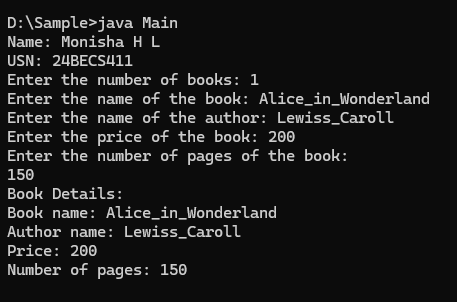 D:\Sample>java Main
Name: Monisha H L
USN: 24BECS411
Enter the number of books: 1
Enter the name of the book: Alice_in_Wonderland
Enter the name of the author: Lewiss_Caroll
Enter the price of the book: 200
Enter the number of pages of the book:
150
Book Details:
Book name: Alice_in_Wonderland
Author name: Lewiss_Caroll
Price: 200
Number of pages: 150